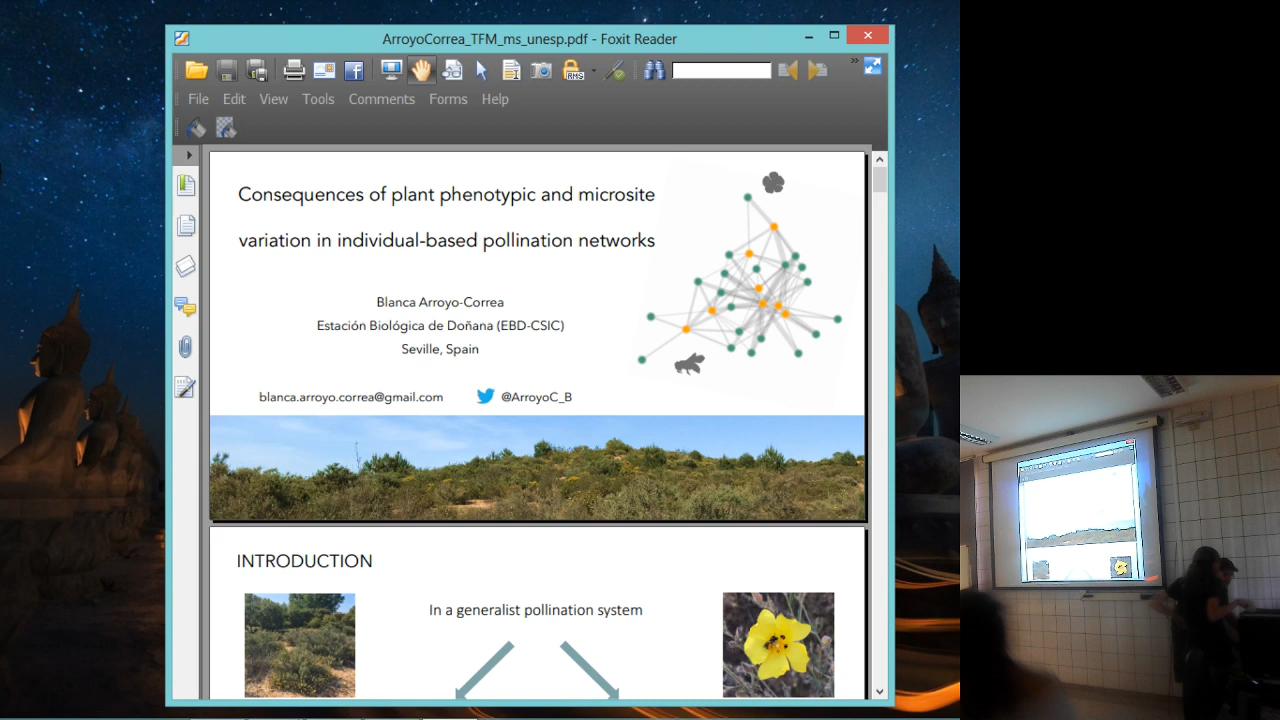 ArroyoCorrea_TFM_ms_unesp.pdf - Foxit Reader
RMS
File Edit View Tools Comments Forms Help
Consequences of plant phenotypic and microsite
variation in individual-based pollination networks
Blanca Arroyo-Correa
Estación Biológica de Doñana (EBD-CSIC)
Seville, Spain
blanca.arroyo.correa@gmail.com @ArroyoC_B
INTRODUCTION
In a generalist pollination system